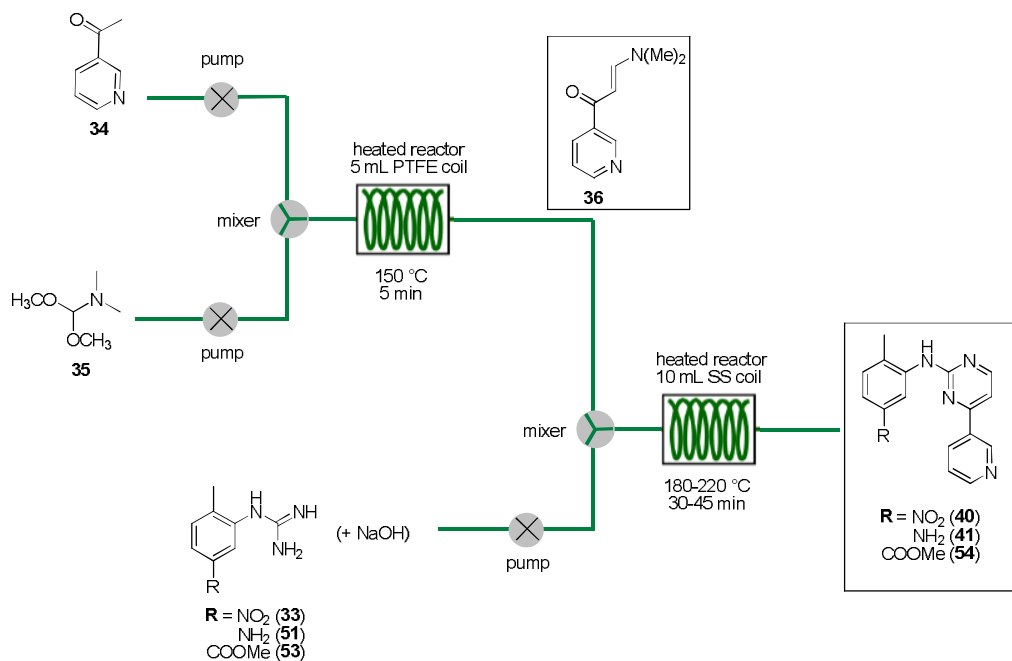 O
N
34
pump
mixer
H₃CO
N
OCH₃
35
pump
heated reactor
5 mL PTFE coil
150 °C
5 min
N(Me)₂
O
N
36
heated reactor
10 mL SS coil
mixer
180-220 °C
30-45 min
H
N
NH
NH₂
R
(+ NaOH)
pump
R = NO₂ (33)
NH₂ (51)
COOMe (53)
H
N
N
N
R
N
R = NO₂ (40)
NH₂ (41)
COOMe (54)